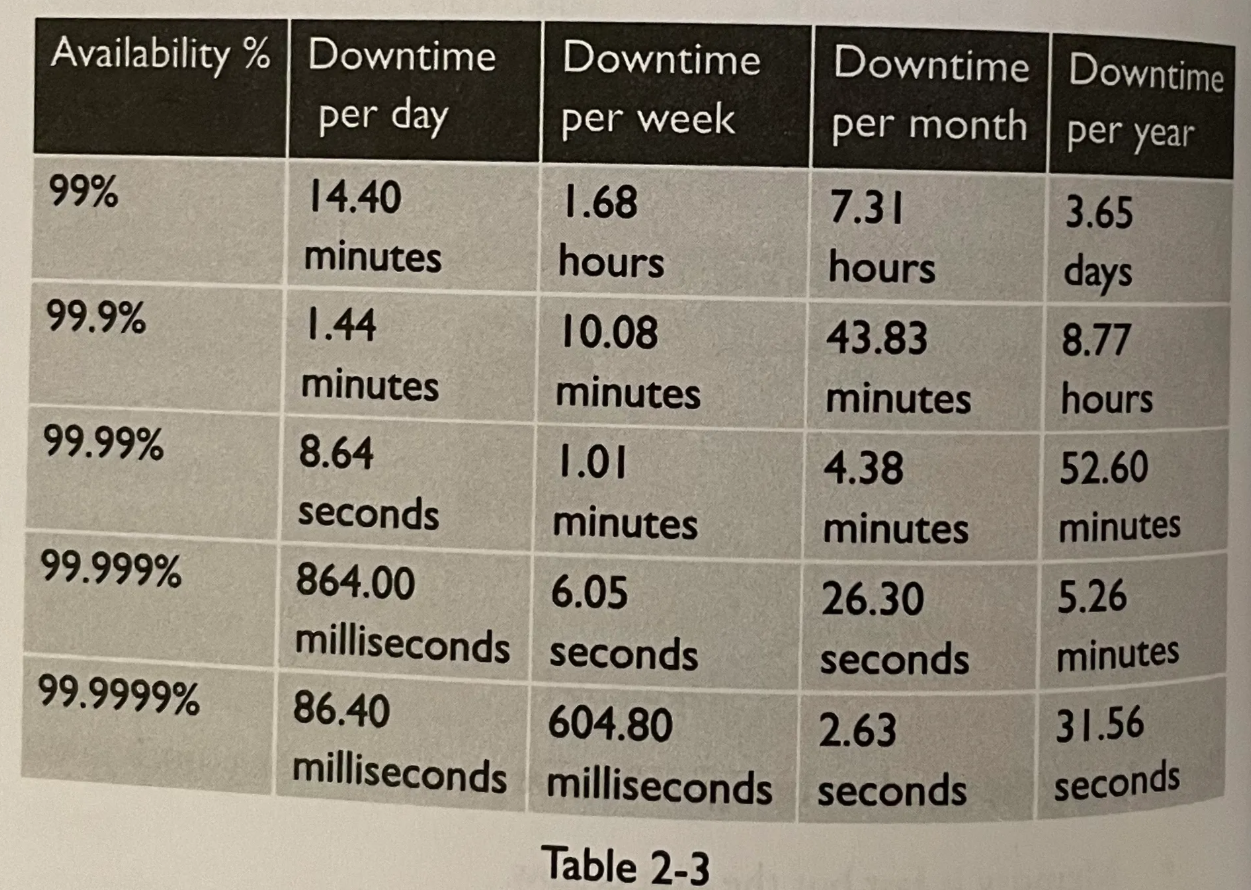 Availability % Downtime per day Downtime per week Downtime per month Downtime per year
99% 14.40 minutes 1.68 hours 7.31 hours 3.65 days
99.9% 1.44 minutes 10.08 minutes 43.83 minutes 8.77 hours
99.99% 8.64 seconds 1.01 minutes 4.38 minutes 52.60 minutes
99.999% 864.00 milliseconds 6.05 seconds 26.30 seconds 5.26 minutes
99.9999% 86.40 milliseconds 604.80 milliseconds 2.63 seconds 31.56 seconds
Table 2-3